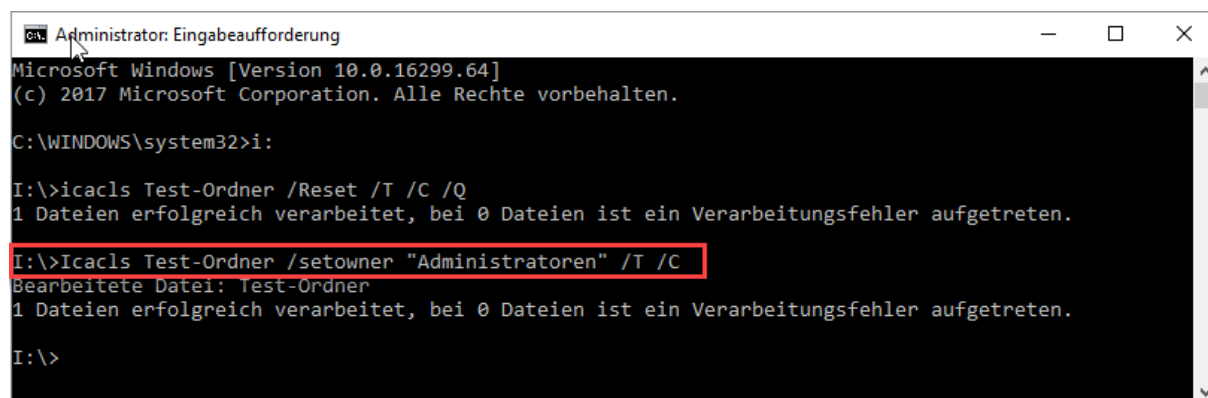 Administrator: Eingabeaufforderung
Microsoft Windows [Version 10.0.16299.64]
(c) 2017 Microsoft Corporation. Alle Rechte vorbehalten.
C:\WINDOWS\system32>i:
I:\>icacls Test-Ordner /Reset /T /C /Q
1 Dateien erfolgreich verarbeitet, bei 0 Dateien ist ein Verarbeitungsfehler aufgetreten.
I:\>Icacls Test-Ordner /setowner "Administratoren" /T /C
Bearbeitete Datei: Test-Ordner
1 Dateien erfolgreich verarbeitet, bei 0 Dateien ist ein Verarbeitungsfehler aufgetreten.
I:\>